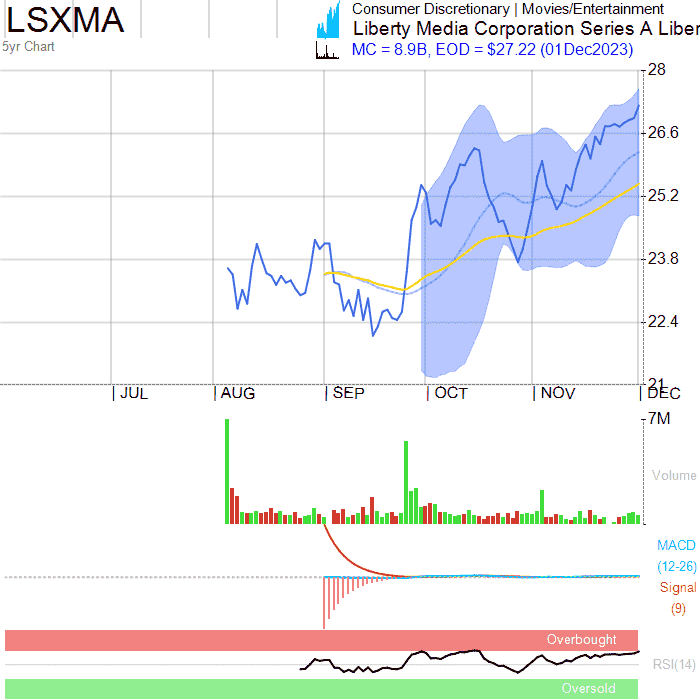 LSXMA
5yr Chart
Consumer Discretionary | Movies/Entertainment
Liberty Media Corporation Series A Liber
MC = 8.9B, EOD = $27.22 (01Dec2023)
28
26.6
25.2
23.8
22.4
21
JUL AUG SEP OCT NOV DEC
7M
Volume
MACD
(12-26)
Signal
(9)
Overbought
RSI(14)
Oversold